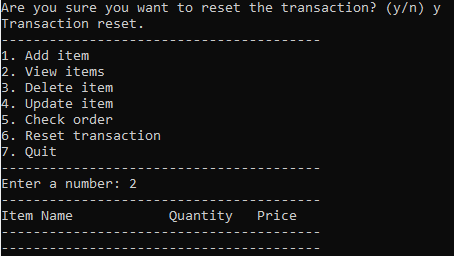 Are you sure you want to reset the transaction? (y/n) y
Transaction reset.
----------------------------------------
1. Add item
2. View items
3. Delete item
4. Update item
5. Check order
6. Reset transaction
7. Quit
----------------------------------------
Enter a number: 2
----------------------------------------
Item Name            Quantity   Price
----------------------------------------
----------------------------------------